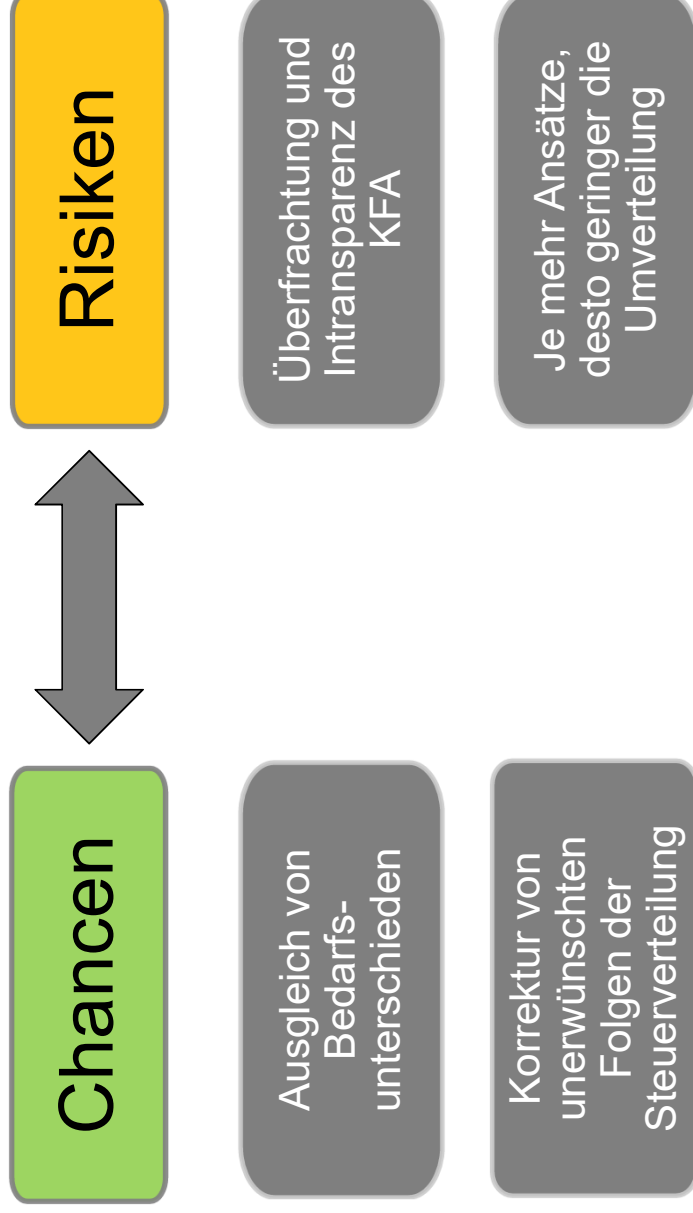 Chancen
Risiken
Ausgleich von
Bedarfs-
unterschieden
Überfrachtung und
Intransparenz des
KFA
Korrektur von
unerwünschten
Folgen der
Steuerverteilung
Je mehr Ansätze,
desto geringer die
Umverteilung